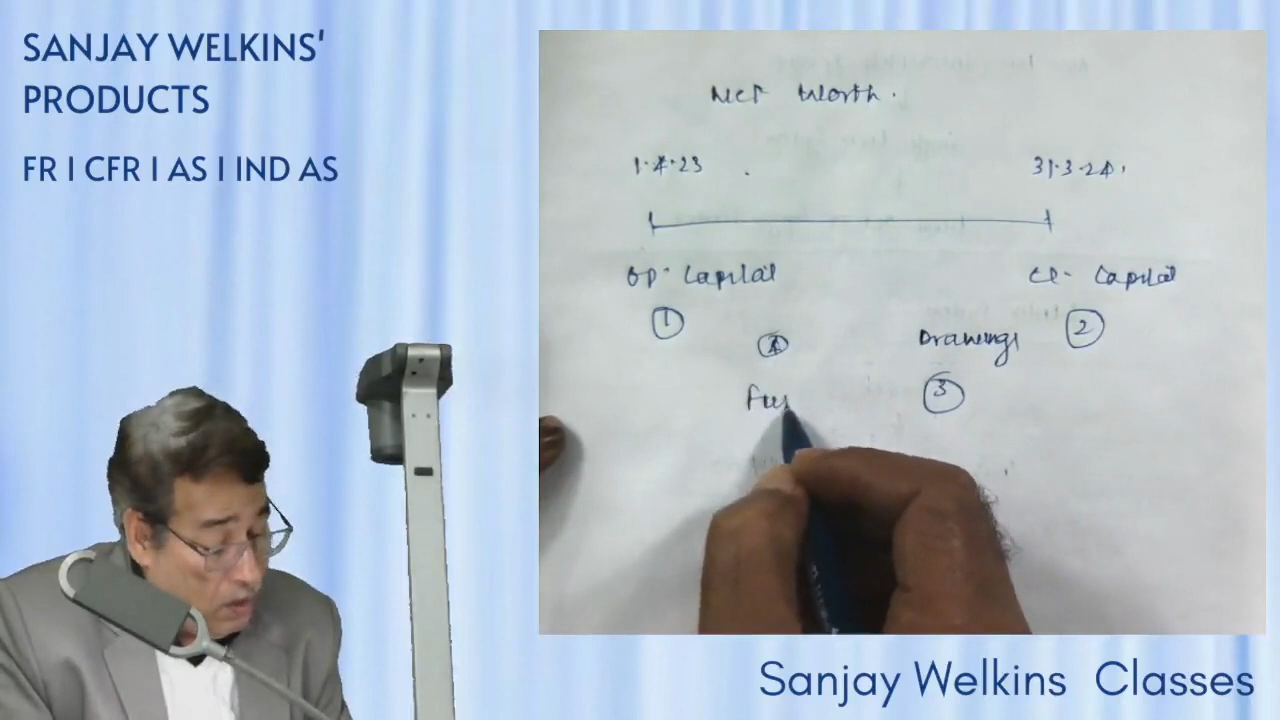 SANJAY WELKINS'
PRODUCTS
FR I CFR I AS I IND AS
Net Worth.
1.4.23
31.3.24.
OP. Capital
Cl. Capital
1
2
4
Drawings
3
Sanjay Welkins Classes